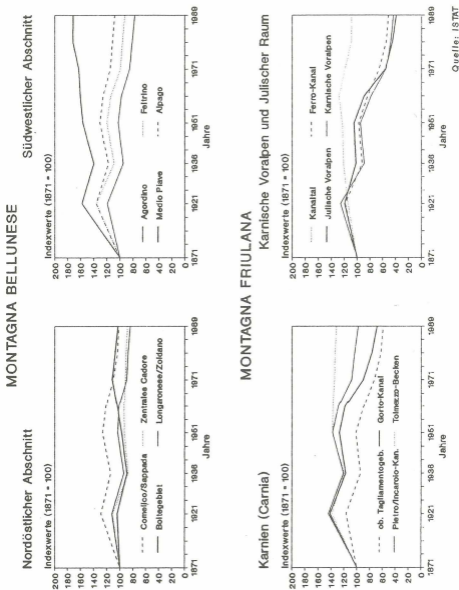 MONTAGNA BELLUNESE
Nordöstlicher Abschnitt
Indexwerte (1871 = 100)
200
180
160
140
120
100
80
60
40
20
0
Comelico/Sappada
Zentrales Cadore
Boitegebiet
Longaronese/Zoldano
1871 1921 1936 1951 1971 1989
Jahre
Südwestlicher Abschnitt
Indexwerte (1871 = 100)
200
180
160
140
120
100
80
60
40
20
0
Agordino
Feltrino
Medio Piave
Alpago
1871 1921 1936 1951 1971 1989
Jahre
MONTAGNA FRIULANA
Karnien (Carnia)
Indexwerte (1871 = 100)
200
180
160
140
120
100
80
60
40
20
0
ob. Tagliamentogeb.
Gorto-Kanal
Pietro/Incarolo-Kan.
Tolmezzo-Becken
1871 1921 1936 1951 1971 1989
Jahre
Karnische Voralpen und Julischer Raum
Indexwerte (1871 = 100)
200
180
160
140
120
100
80
60
40
20
0
Kanaltal
Ferro-Kanal
Julische Voralpen
Karnische Voralpen
1871 1921 1936 1951 1971 1989
Jahre
Quelle: ISTAT